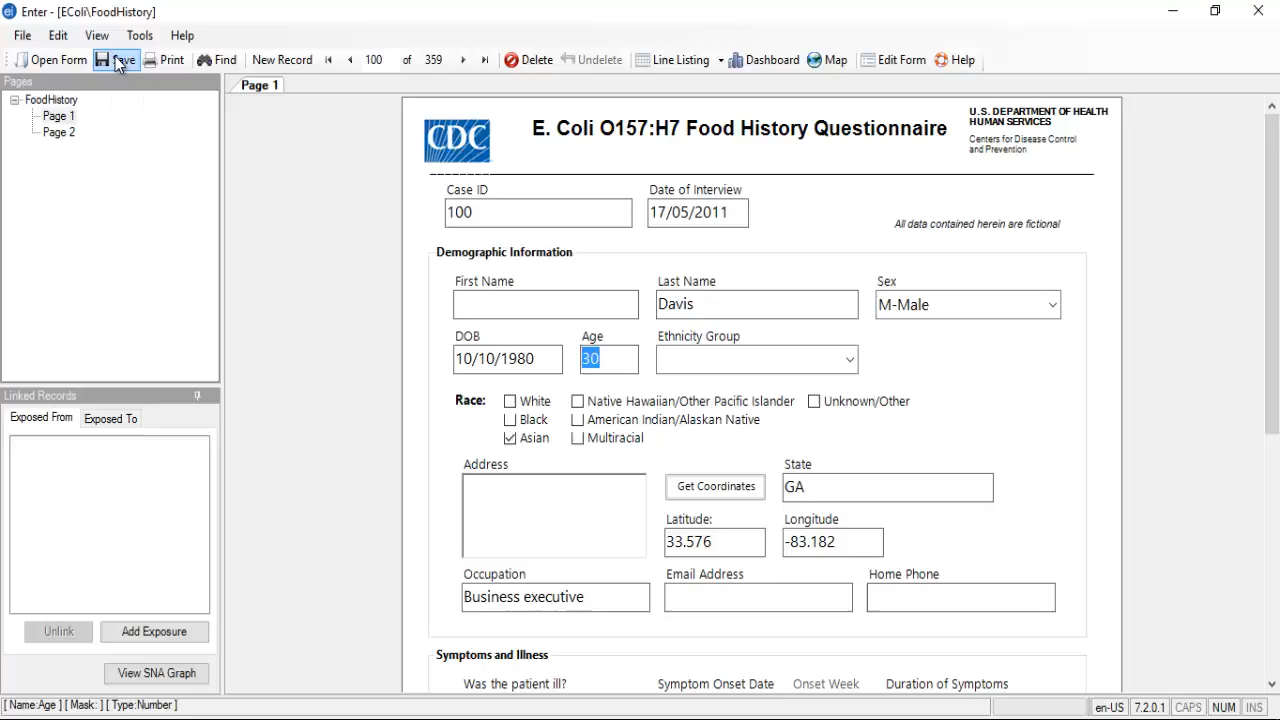 Enter - [EColi\FoodHistory]
File Edit View Tools Help
Open Form Save Print Find New Record 100 of 359 Delete Undelete Line Listing Dashboard Map Edit Form Help
Pages
FoodHistory
Page 1
Page 2
Linked Records
Exposed From Exposed To
Unlink Add Exposure
View SNA Graph
Page 1
CDC
E. Coli O157:H7 Food History Questionnaire
U.S. DEPARTMENT OF HEALTH
HUMAN SERVICES
Centers for Disease Control
and Prevention
Case ID Date of Interview
100 17/05/2011
All data contained herein are fictional
Demographic Information
First Name Last Name Sex
Davis M-Male
DOB Age Ethnicity Group
10/10/1980 30
Race: White Native Hawaiian/Other Pacific Islander Unknown/Other
Black American Indian/Alaskan Native
Asian Multiracial
Address State
Get Coordinates GA
Latitude: Longitude
33.576 -83.182
Occupation Email Address Home Phone
Business executive
Symptoms and Illness
Was the patient ill? Symptom Onset Date Onset Week Duration of Symptoms
[ Name:Age ] [ Mask: ] [ Type:Number ] en-US 7.2.0.1 CAPS NUM INS